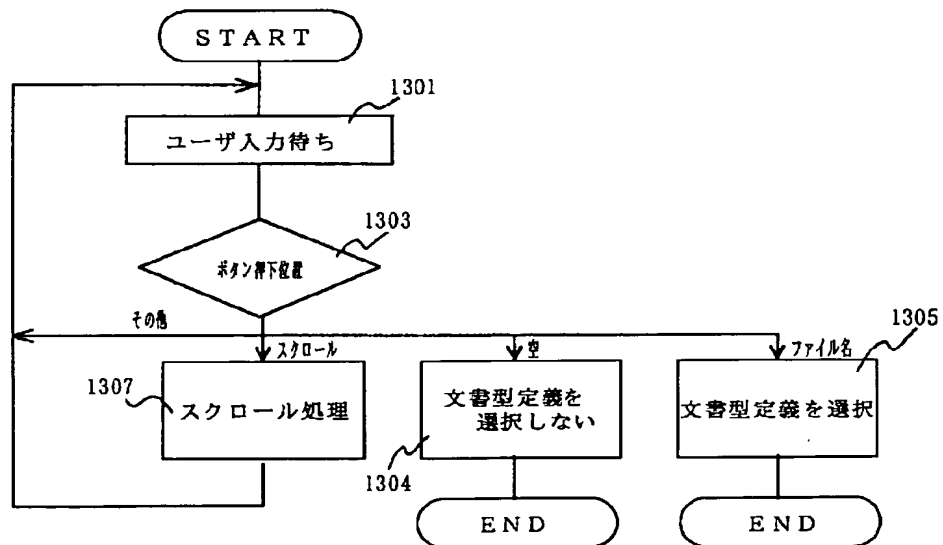 START
1301
ユーザ入力待ち
1303
ボタン押下位置
その他
スクロール
空
ファイル名
1305
1307
スクロール処理
文書型定義を
選択しない
文書型定義を選択
1304
END
END